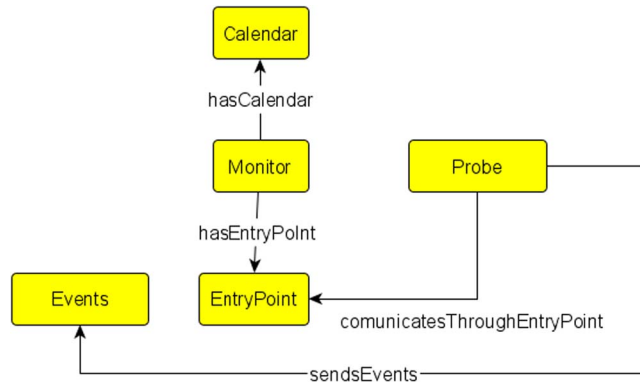 Calendar
hasCalendar
Monitor
Probe
hasEntryPoInt
Events
EntryPoint
comunicatesThroughEntryPoint
sendsEvents